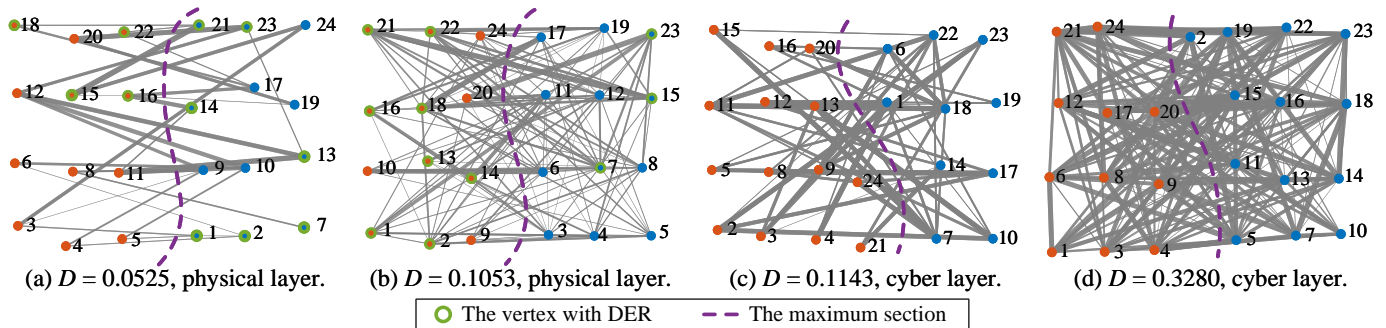 18 20 22 21 23 24
12 15 16 14 17 19
6 8 11 9 10 13
3 4 5 1 2 7
21 22 24 17 19 23
16 18 20 11 12 15
10 13 14 6 7 8
1 2 9 3 4 5
15 16 20 6 22 23
11 12 13 1 18 19
5 8 9 24 14 17
2 3 4 21 7 10
21 24 2 19 22 23
12 17 20 15 16 18
6 8 9 11 13 14
1 3 4 5 7 10
(a) D = 0.0525, physical layer.
(b) D = 0.1053, physical layer.
(c) D = 0.1143, cyber layer.
(d) D = 0.3280, cyber layer.
The vertex with DER
The maximum section